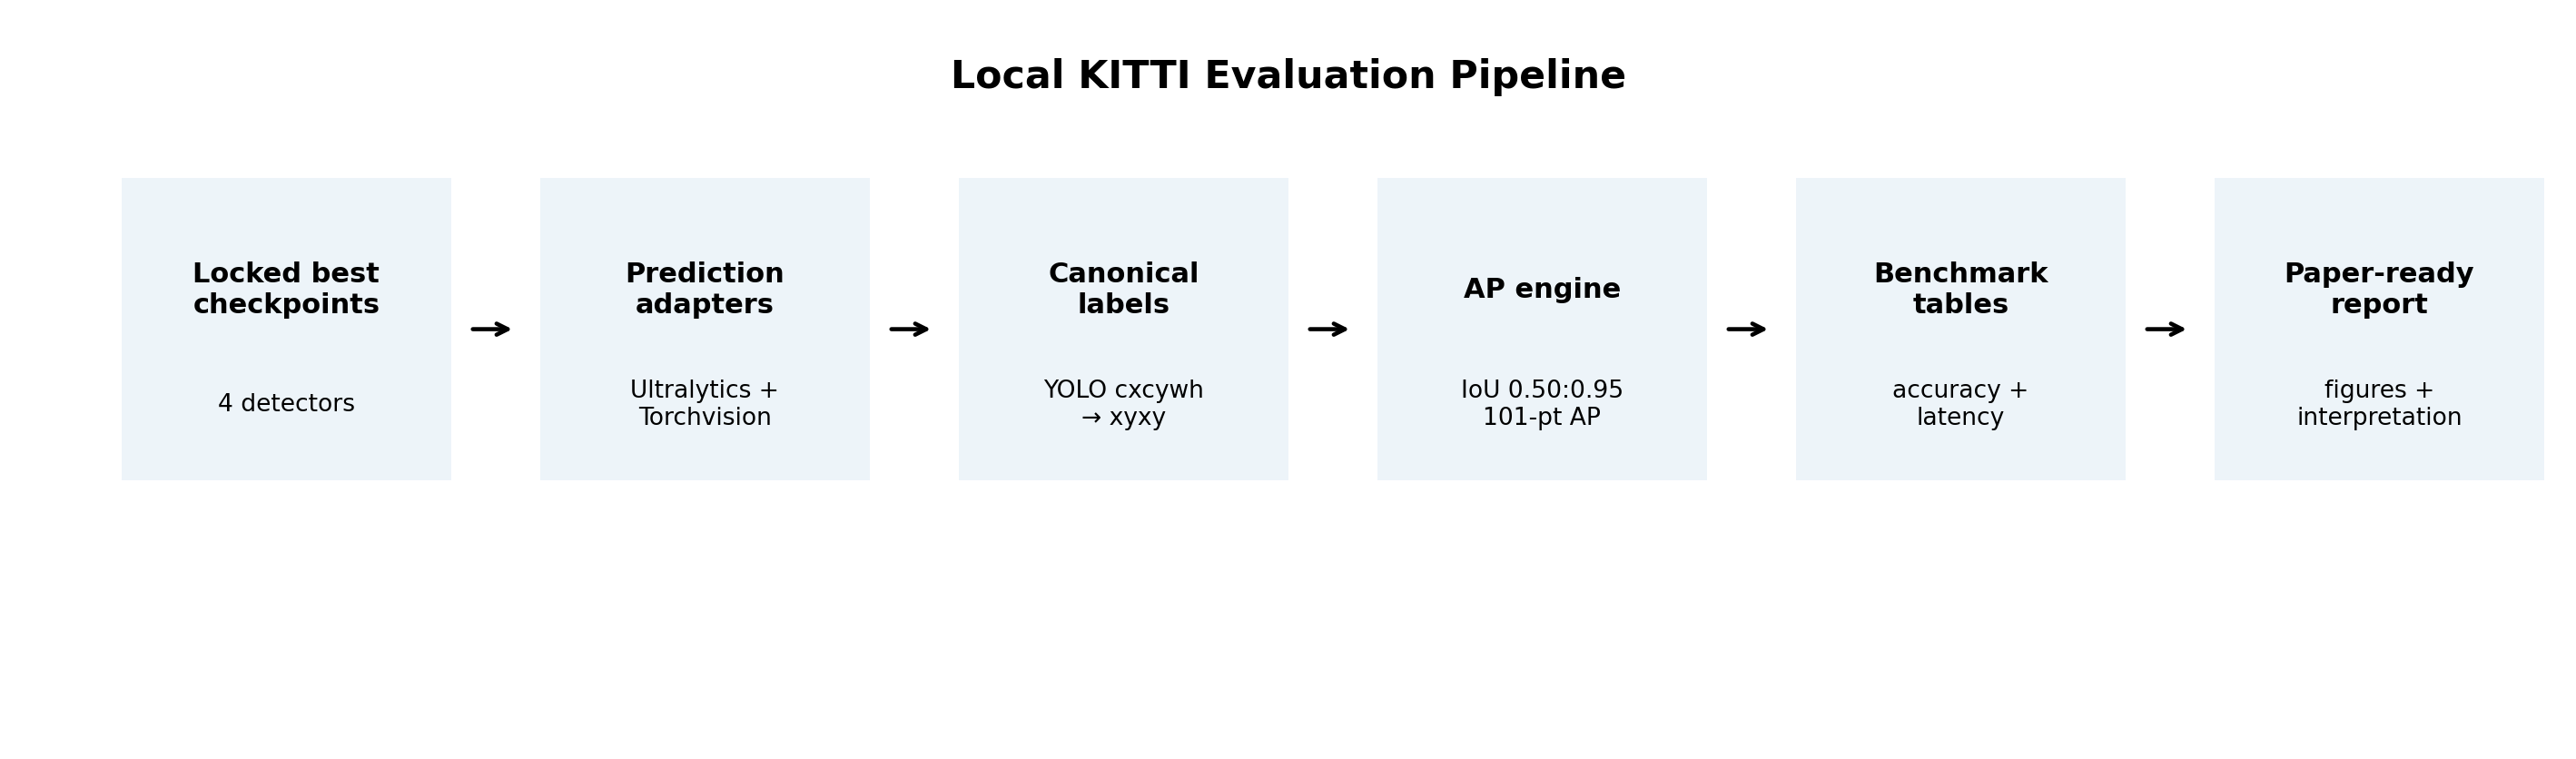 Local KITTI Evaluation Pipeline
Locked best
checkpoints
4 detectors
Prediction
adapters
Ultralytics +
Torchvision
Canonical
labels
YOLO cxcywh
→ xyxy
AP engine
IoU 0.50:0.95
101-pt AP
Benchmark
tables
accuracy +
latency
Paper-ready
report
figures +
interpretation